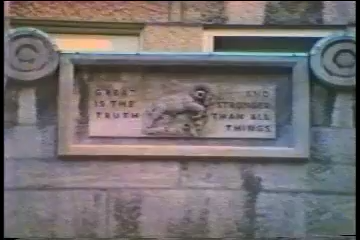 GREAT
IS THE
TRUTH
AND
STRONGER
THAN ALL
THINGS